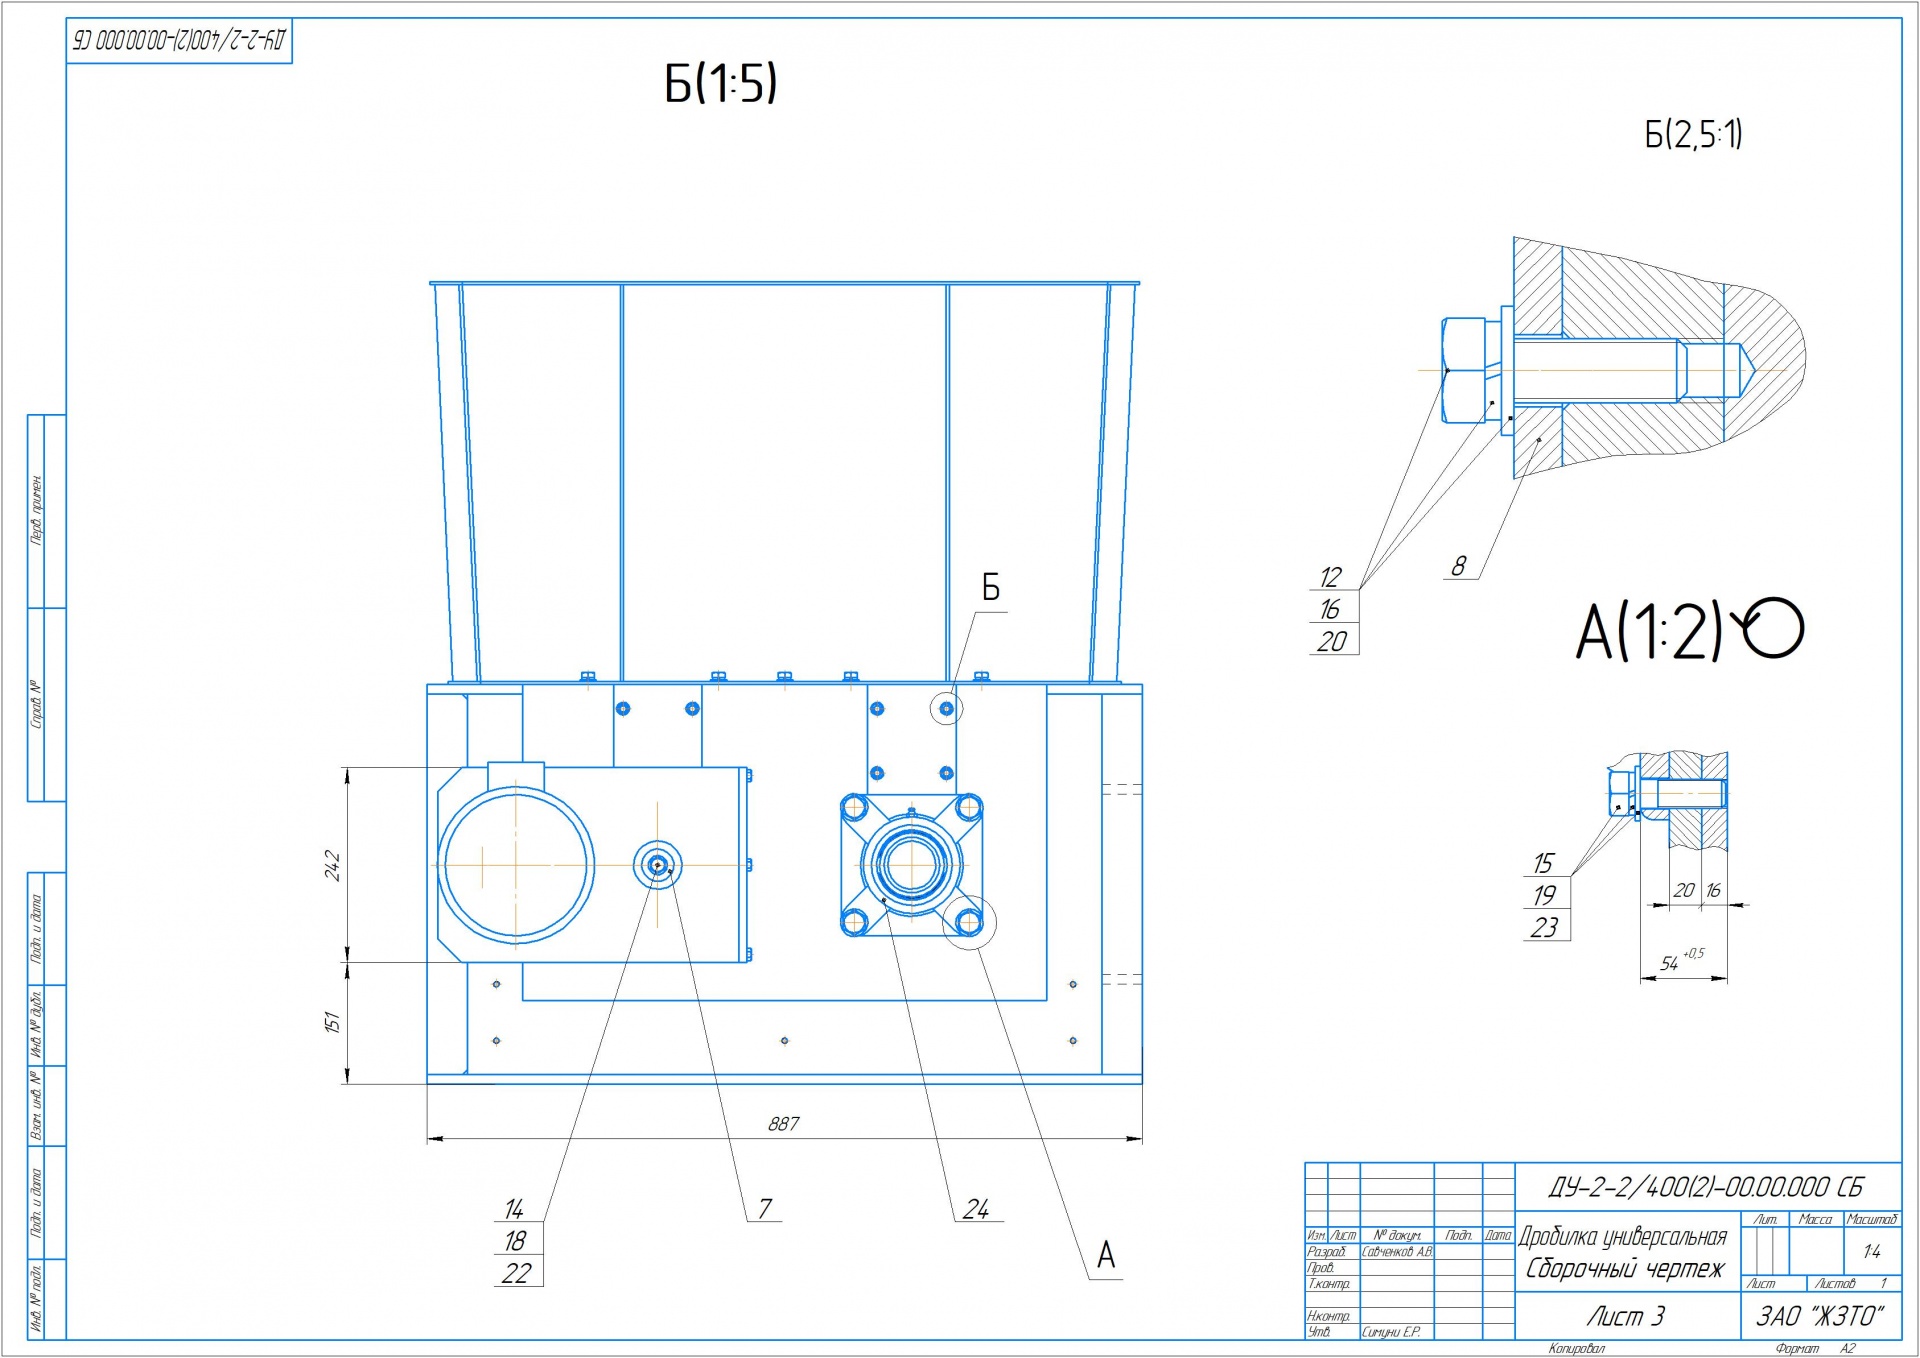 ДУ-2-2/400(2)-00.00.000 СБ
Б(1:5)
Б(2,5:1)
12
16
20
8
А(1:2)
Б
15
19
23
20
16
54 +0,5
242
151
887
14
18
22
7
24
А
Перв. примен.
Справ. №
Подп. и дата
Инв. № дубл.
Взам. инв. №
Подп. и дата
Инв. № подл.
ДУ-2-2/400(2)-00.00.000 СБ
Изм. Лист № докум. Подп. Дата
Разраб. Савченков А.В.
Пров.
Т.контр.
Н.контр.
Утв. Симуни Е.Р.
Дробилка универсальная
Сборочный чертеж
Лит. Масса Масштаб
1:4
Лист Листов 1
Лист 3
ЗАО "ЖЗТО"
Копировал Формат А2